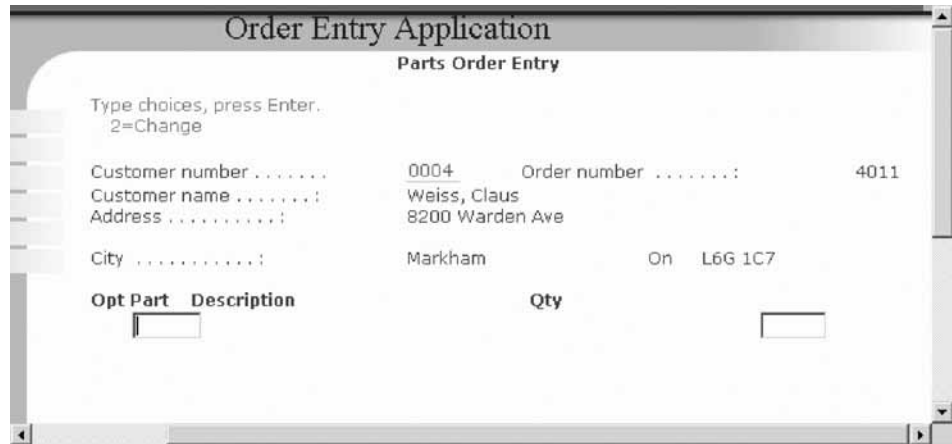 Order Entry Application
Parts Order Entry
Type choices, press Enter.
2=Change
Customer number . . . . . . . 0004 Order number . . . . . . . : 4011
Customer name . . . . . . . : Weiss, Claus
Address . . . . . . . . . . : 8200 Warden Ave
City . . . . . . . . . . . : Markham On L6G 1C7
Opt Part Description Qty